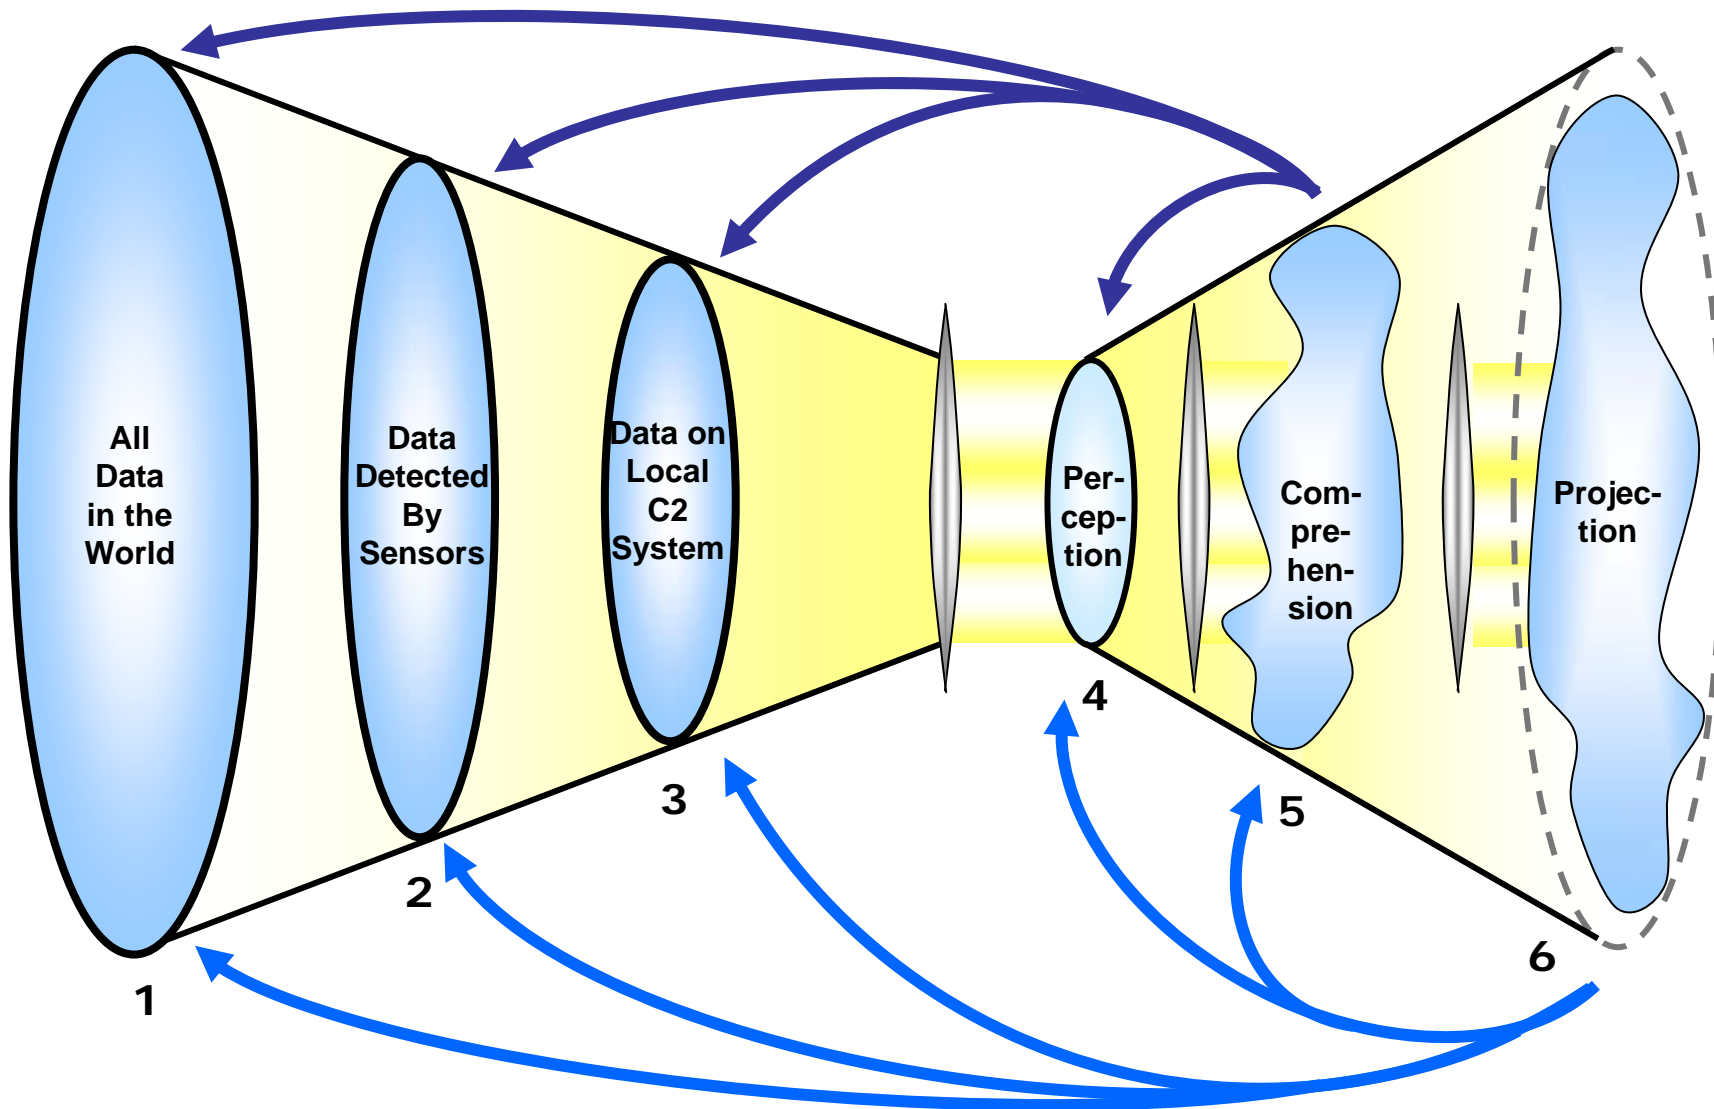 All
Data
in the
World
1
Data
Detected
By
Sensors
2
Data on
Local
C2
System
3
Per-
cep-
tion
4
Com-
pre-
hen-
sion
5
Projec-
tion
6